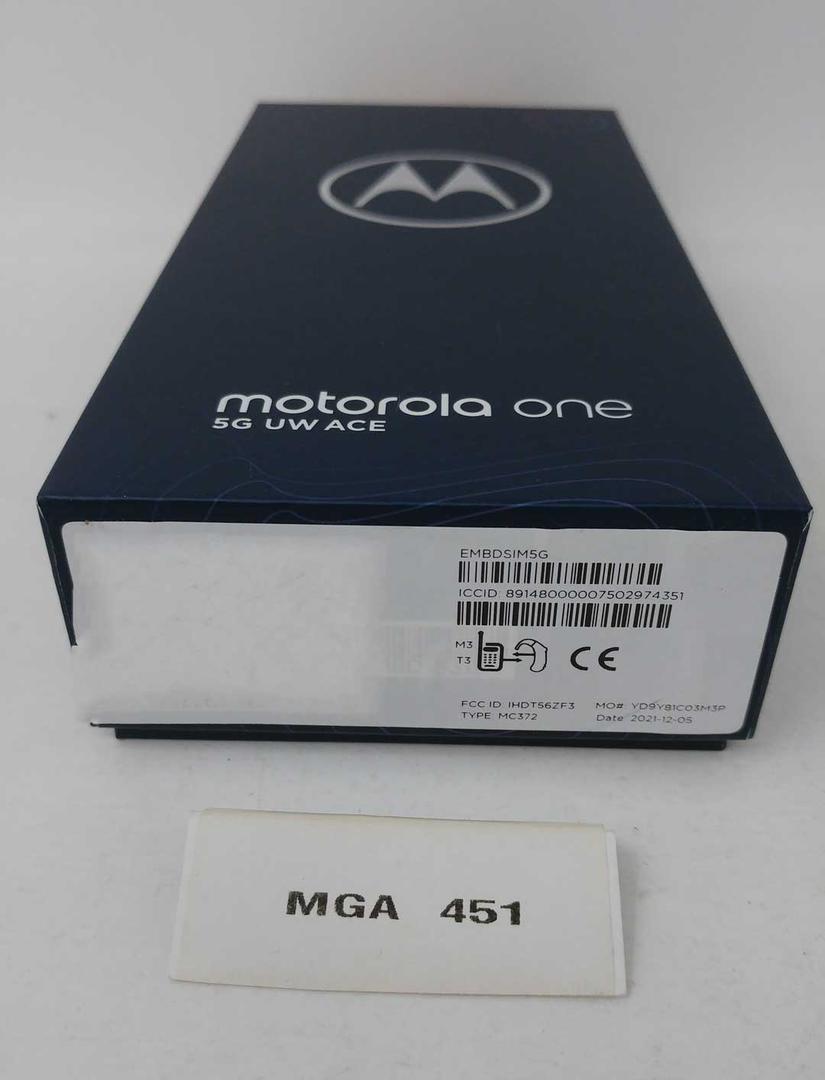 motorola one
5G UW ACE
EMBDSIM5G
ICCID: 89148000007502974351
M3
T3
CE
FCC ID IHDT56ZF3
TYPE MC372
MO#: YD9Y81C03M3P
Date 2021-12-05
MGA 451